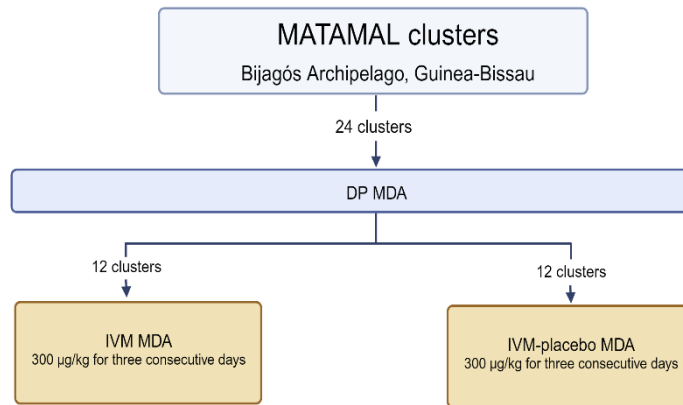 MATAMAL clusters
Bijagós Archipelago, Guinea-Bissau
24 clusters
DP MDA
12 clusters
12 clusters
IVM MDA
300 µg/kg for three consecutive days
IVM-placebo MDA
300 µg/kg for three consecutive days